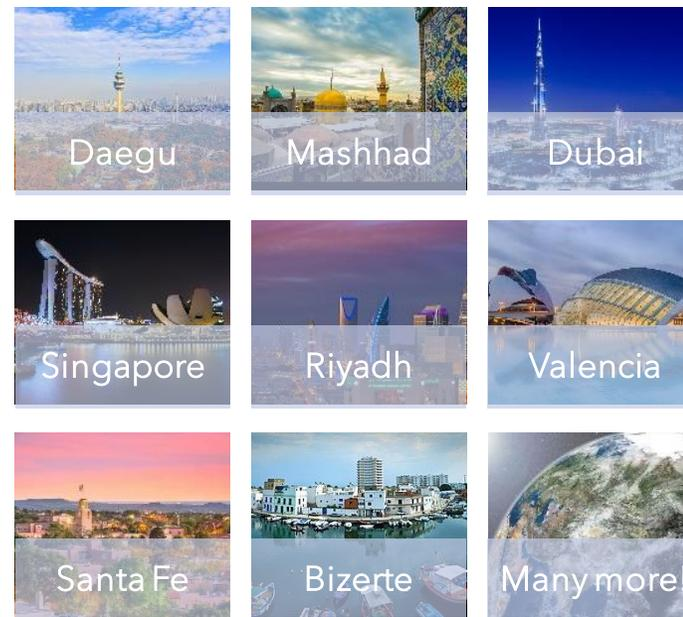 Daegu
Mashhad
Dubai
Singapore
Riyadh
Valencia
Santa Fe
Bizerte
Many more!